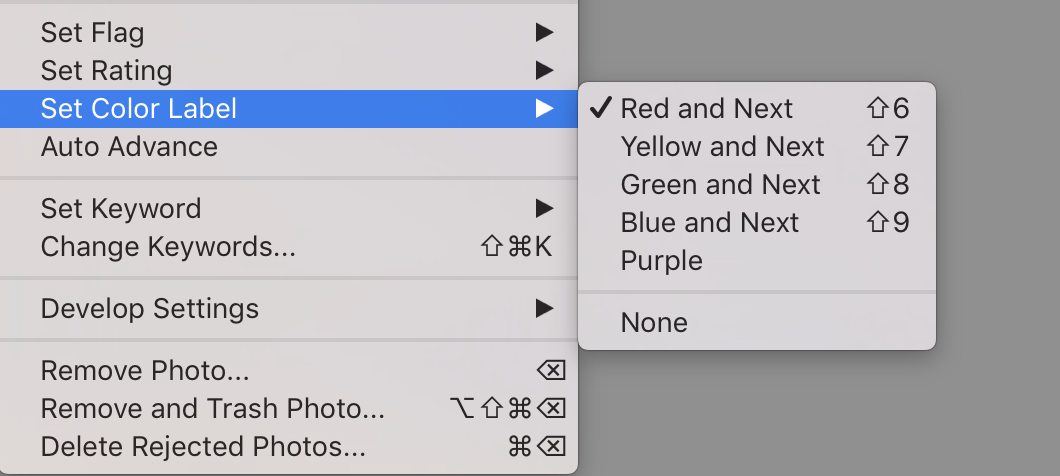 Set Flag ▶
Set Rating ▶
Set Color Label ▶
Auto Advance
Set Keyword ▶
Change Keywords... ⇧⌘K
Develop Settings ▶
Remove Photo... ⌫
Remove and Trash Photo... ⌥⇧⌘⌫
Delete Rejected Photos... ⌘⌫
✓ Red and Next ⇧6
Yellow and Next ⇧7
Green and Next ⇧8
Blue and Next ⇧9
Purple
None